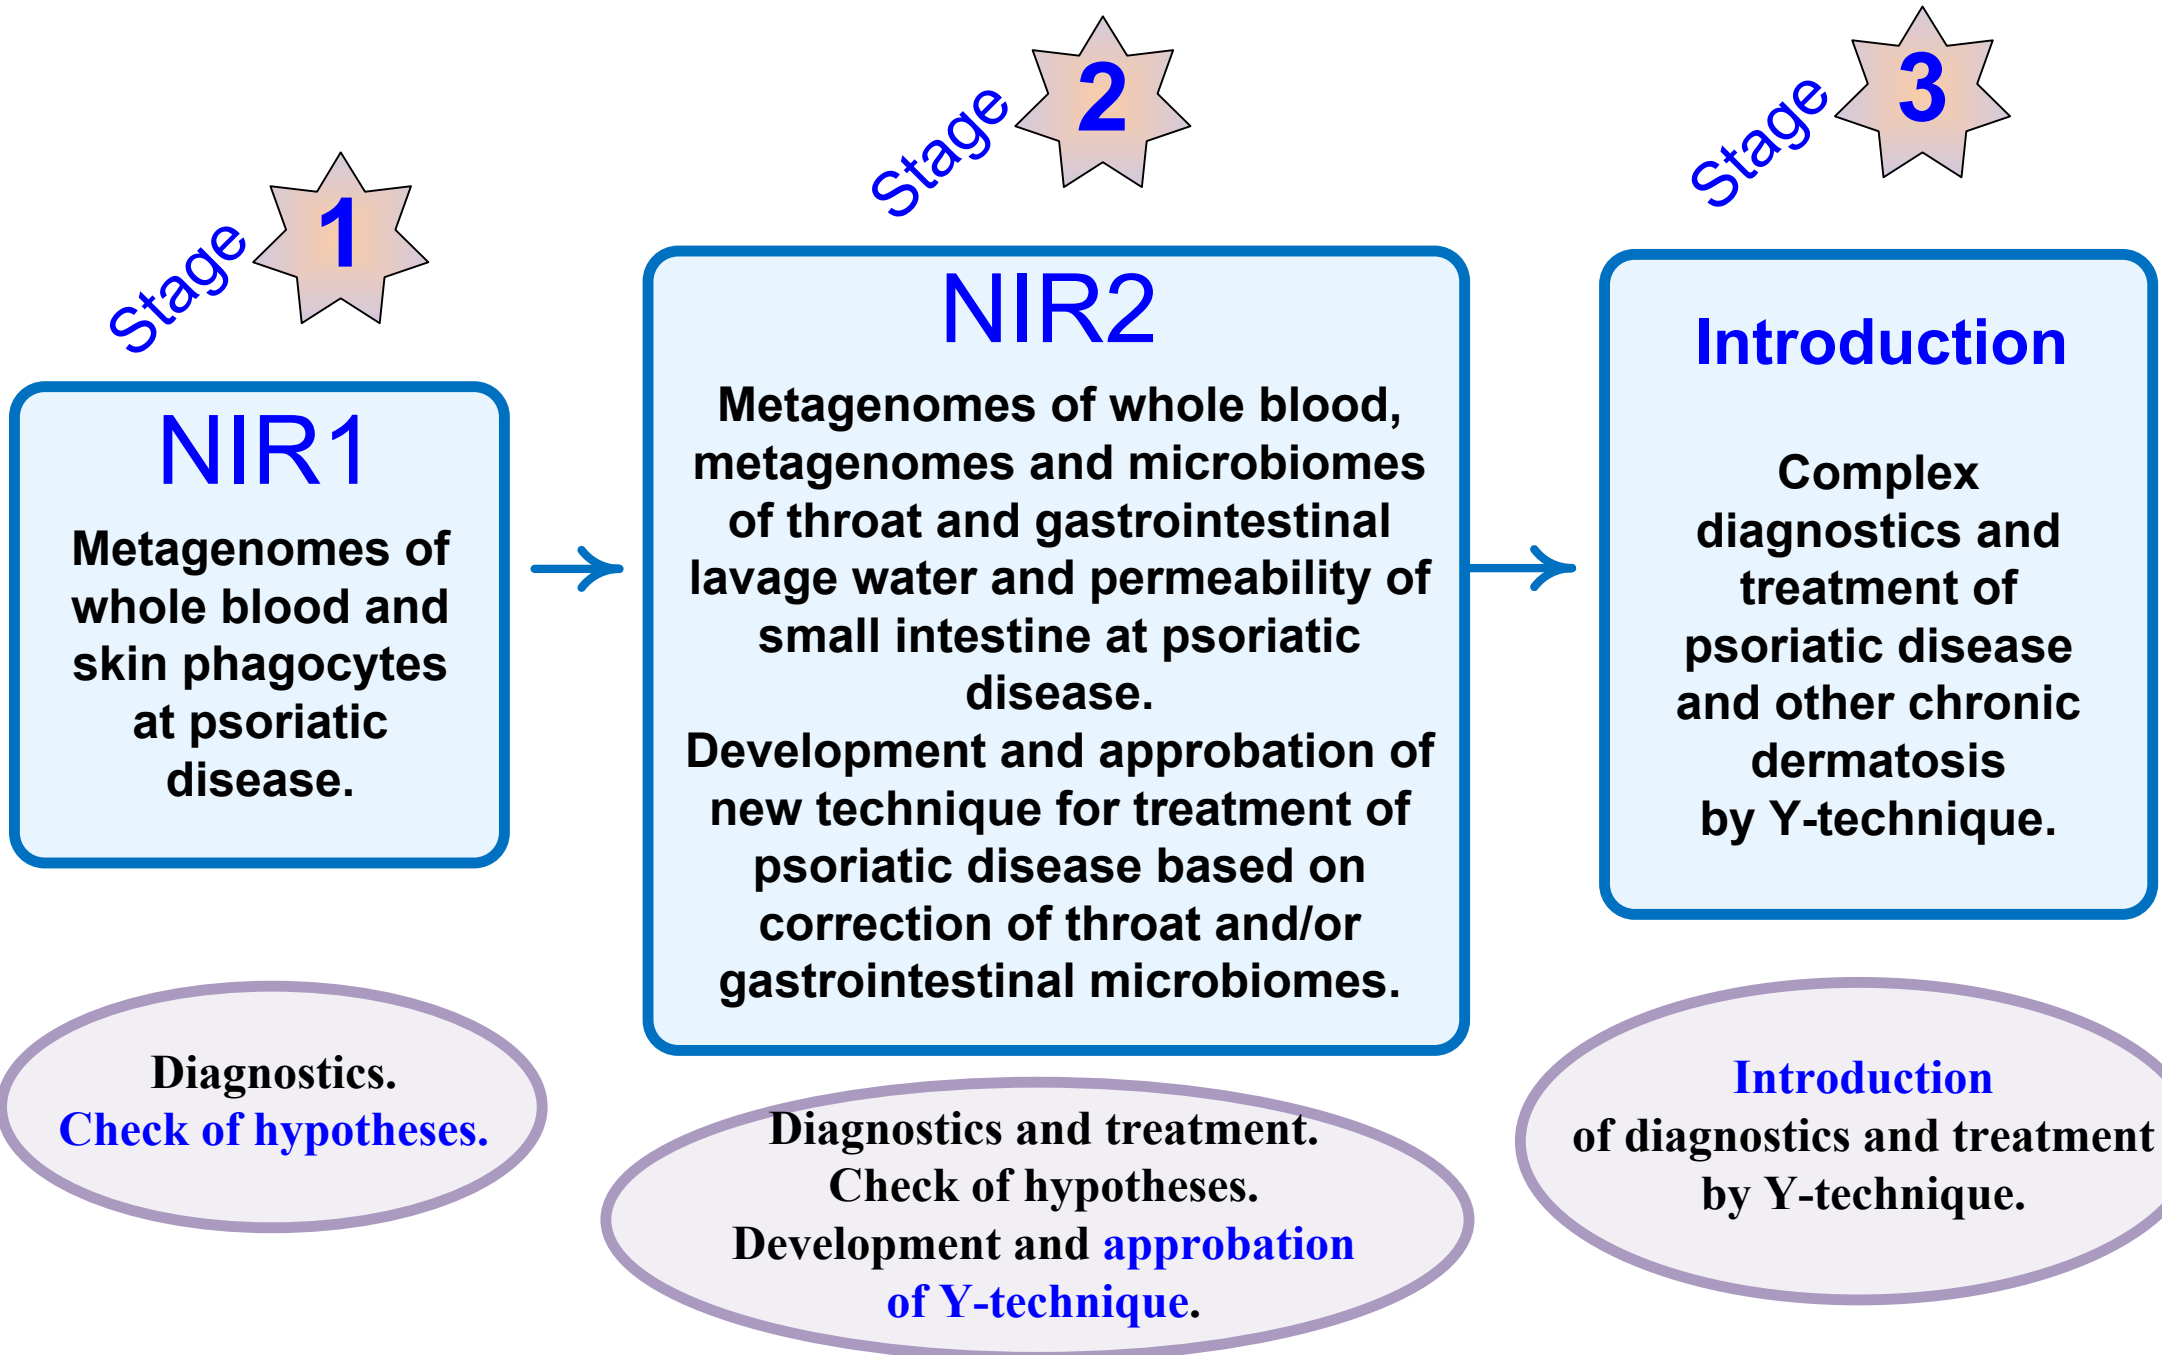 Stage 1
NIR1
Metagenomes of
whole blood and
skin phagocytes
at psoriatic
disease.
Diagnostics.
Check of hypotheses.
Stage 2
NIR2
Metagenomes of whole blood,
metagenomes and microbiomes
of throat and gastrointestinal
lavage water and permeability of
small intestine at psoriatic
disease.
Development and approbation of
new technique for treatment of
psoriatic disease based on
correction of throat and/or
gastrointestinal microbiomes.
Diagnostics and treatment.
Check of hypotheses.
Development and approbation
of Y-technique.
Stage 3
Introduction
Complex
diagnostics and
treatment of
psoriatic disease
and other chronic
dermatosis
by Y-technique.
Introduction
of diagnostics and treatment
by Y-technique.